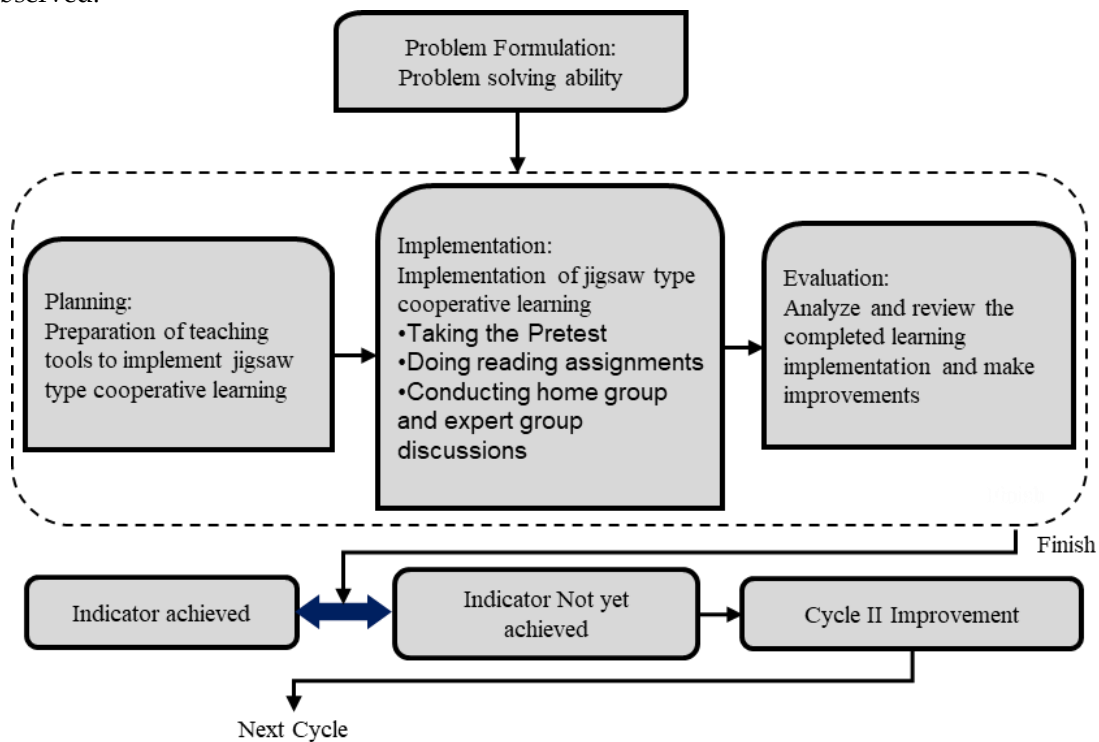 Problem Formulation:
Problem solving ability
Planning:
Preparation of teaching
tools to implement jigsaw
type cooperative learning
Implementation:
Implementation of jigsaw type
cooperative learning
•Taking the Pretest
•Doing reading assignments
•Conducting home group
and expert group
discussions
Evaluation:
Analyze and review the
completed learning
implementation and make
improvements
Finish
Indicator achieved
Indicator Not yet
achieved
Cycle II Improvement
Next Cycle